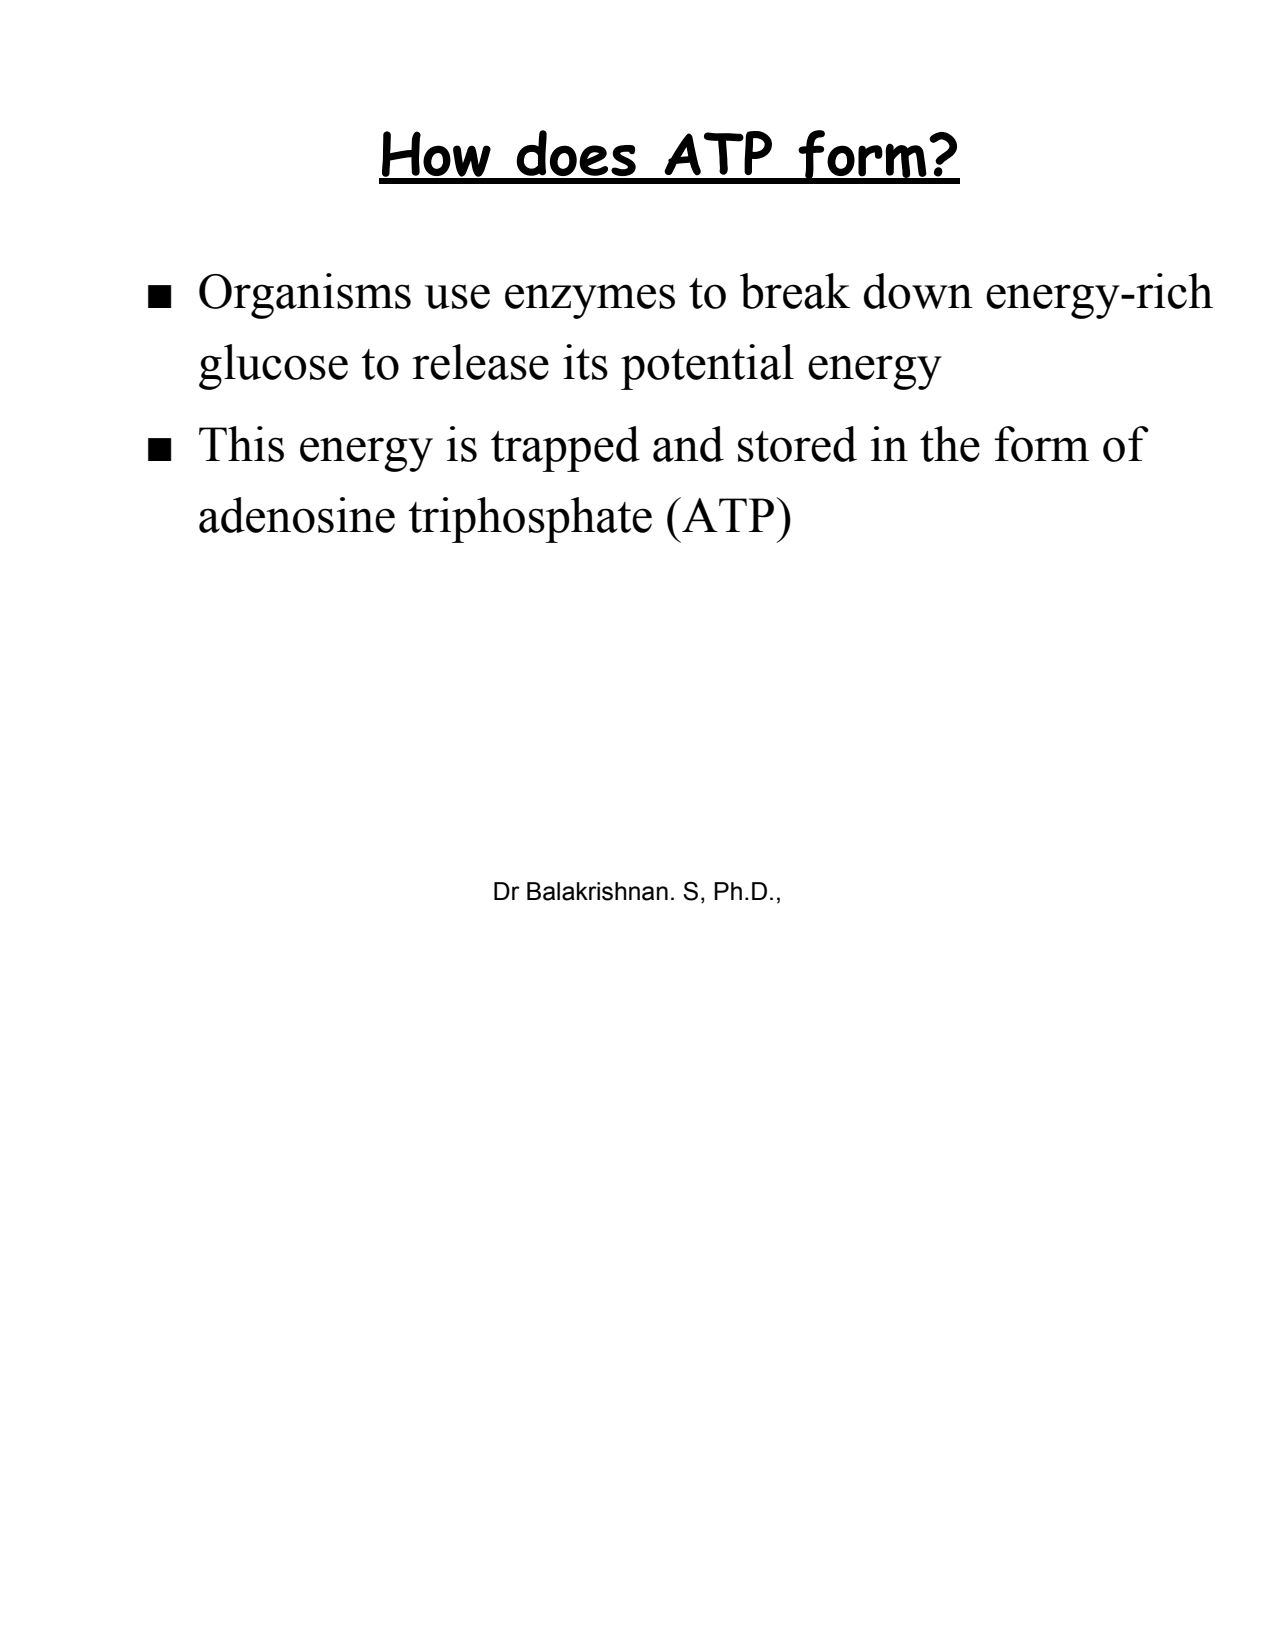 How does ATP form?
■ Organisms use enzymes to break down energy-rich
glucose to release its potential energy
■ This energy is trapped and stored in the form of
adenosine triphosphate (ATP)
Dr Balakrishnan. S, Ph.D.,